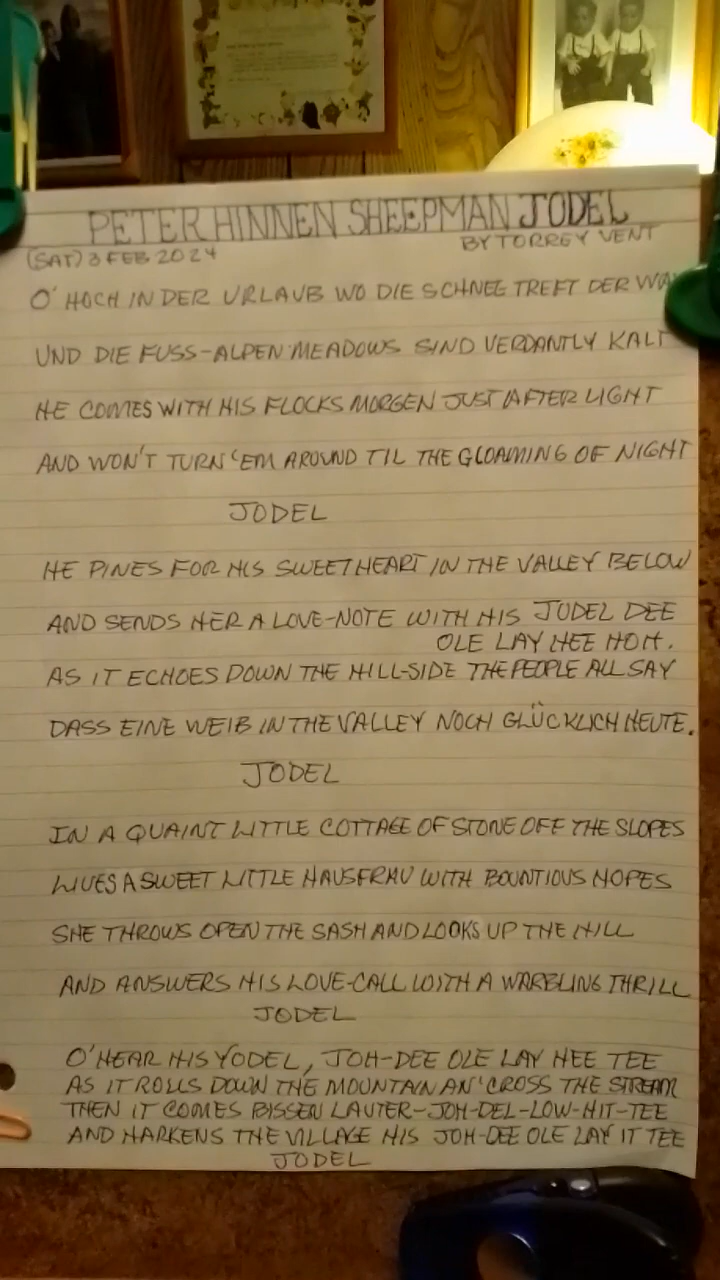 PETER HINNEN SHEEPMAN JODEL
BY TORREY VENT
(SAT) 3 FEB 2024
O' HOCH IN DER URLAUB WO DIE SCHNEE TREFT DER
UND DIE FUSS-ALPEN MEADOWS SIND VERDANTLY KALT
HE COMES WITH HIS FLOCKS MORGEN JUST AFTER LIGHT
AND WON'T TURN 'EM AROUND TIL THE GLOAMING OF NIGHT
JODEL
HE PINES FOR HIS SWEETHEART IN THE VALLEY BELOW
AND SENDS HER A LOVE-NOTE WITH HIS JODEL DEE
OLE LAY HEE HOH.
AS IT ECHOES DOWN THE HILL-SIDE THE PEOPLE ALL SAY
DASS EINE WEIB IN THE VALLEY NOCH GLÜCKLICH HEUTE.
JODEL
IN A QUAINT LITTLE COTTAGE OF STONE OFF THE SLOPES
LIVES A SWEET LITTLE HAUSFRAU WITH BOUNTIOUS HOPES
SHE THROWS OPEN THE SASH AND LOOKS UP THE HILL
AND ANSWERS HIS LOVE-CALL WITH A WARBLING THRILL
JODEL
O' HEAR HIS YODEL, JOH-DEE OLE LAY HEE TEE
AS IT ROLLS DOWN THE MOUNTAIN AN' CROSS THE STREAM
THEN IT COMES BISSEN LAUTER-JOH-DEL-LOW-HIT-TEE
AND HARKENS THE VILLAGE HIS JOH-DEE OLE LAY IT TEE
JODEL